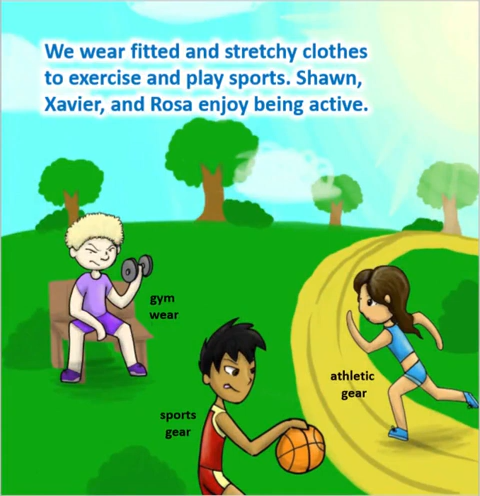 We wear fitted and stretchy clothes
to exercise and play sports. Shawn,
Xavier, and Rosa enjoy being active.
gym
wear
athletic
gear
sports
gear